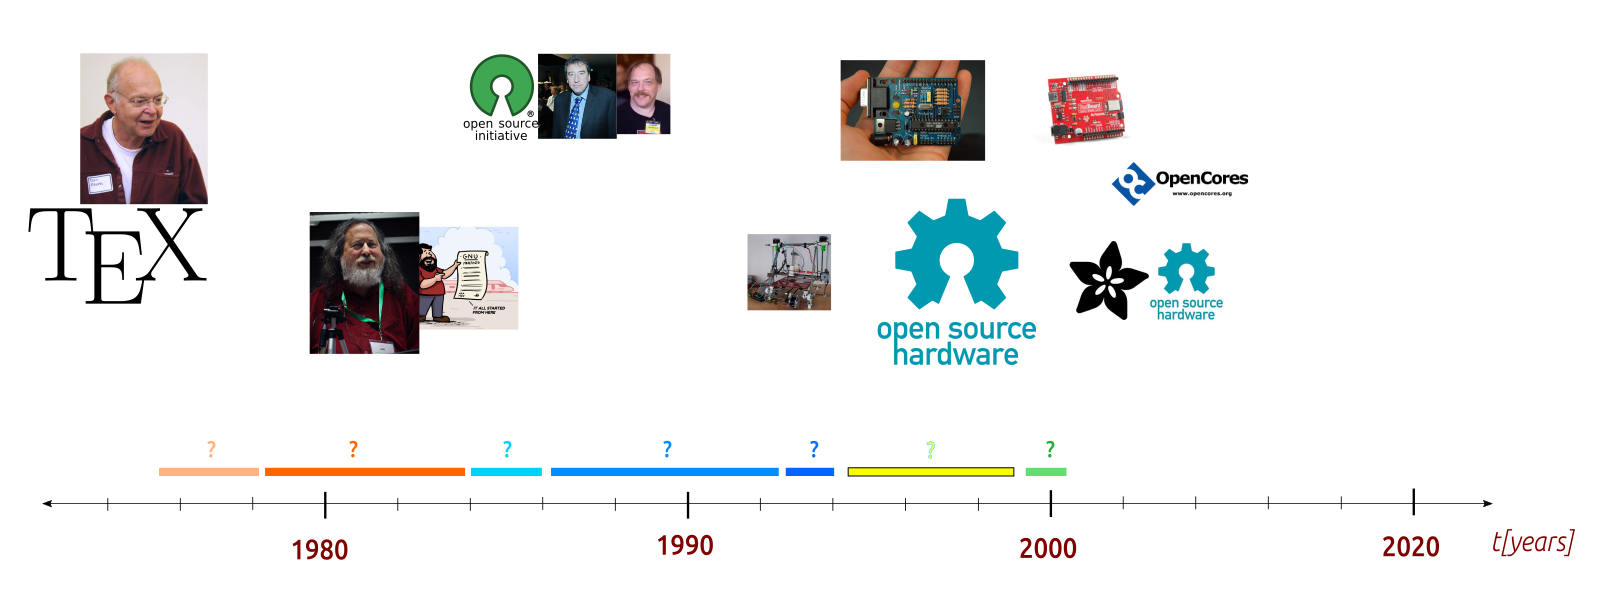 TEX
open source
initiative
®
GNU
IT ALL STARTED
FROM HERE
OpenCores
www.opencores.org
open source
hardware
open source
hardware
? ? ? ? ? ? ?
1980 1990 2000 2020 t[years]